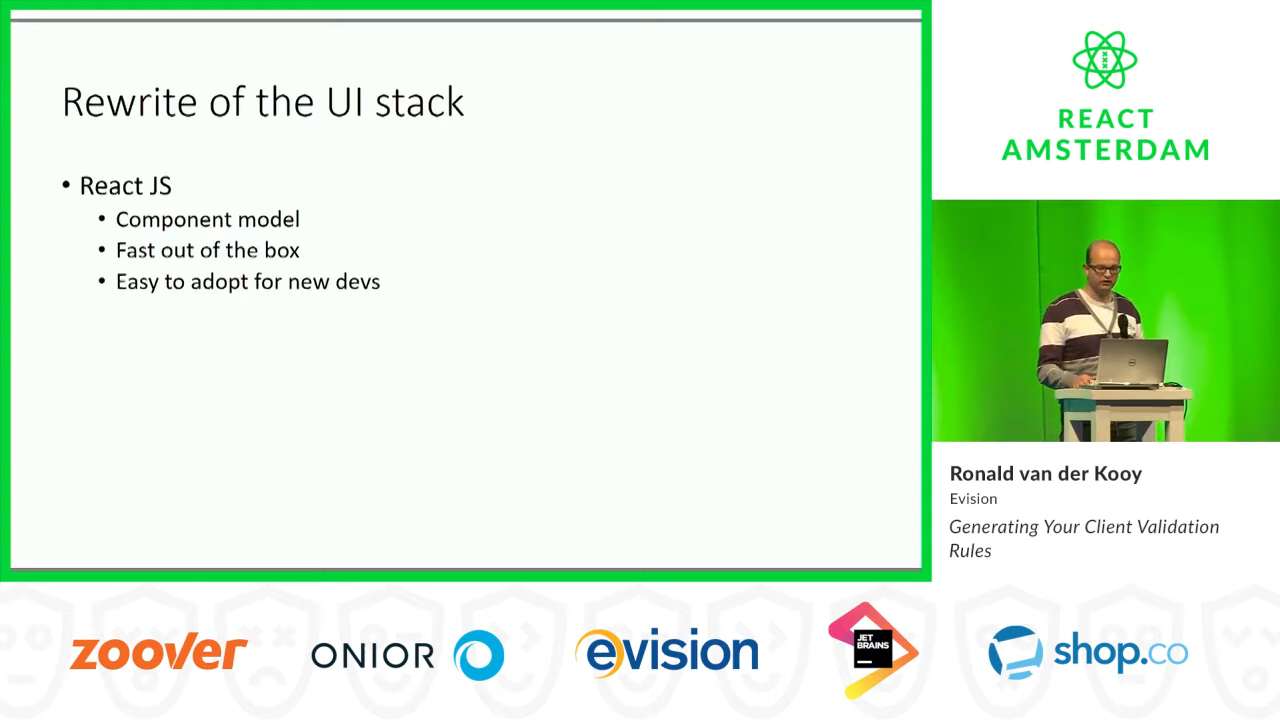 Rewrite of the UI stack
• React JS
• Component model
• Fast out of the box
• Easy to adopt for new devs
REACT
AMSTERDAM
Ronald van der Kooy
Evision
Generating Your Client Validation
Rules
zoover
ONIOR
evision
JET
BRAINS
shop.co